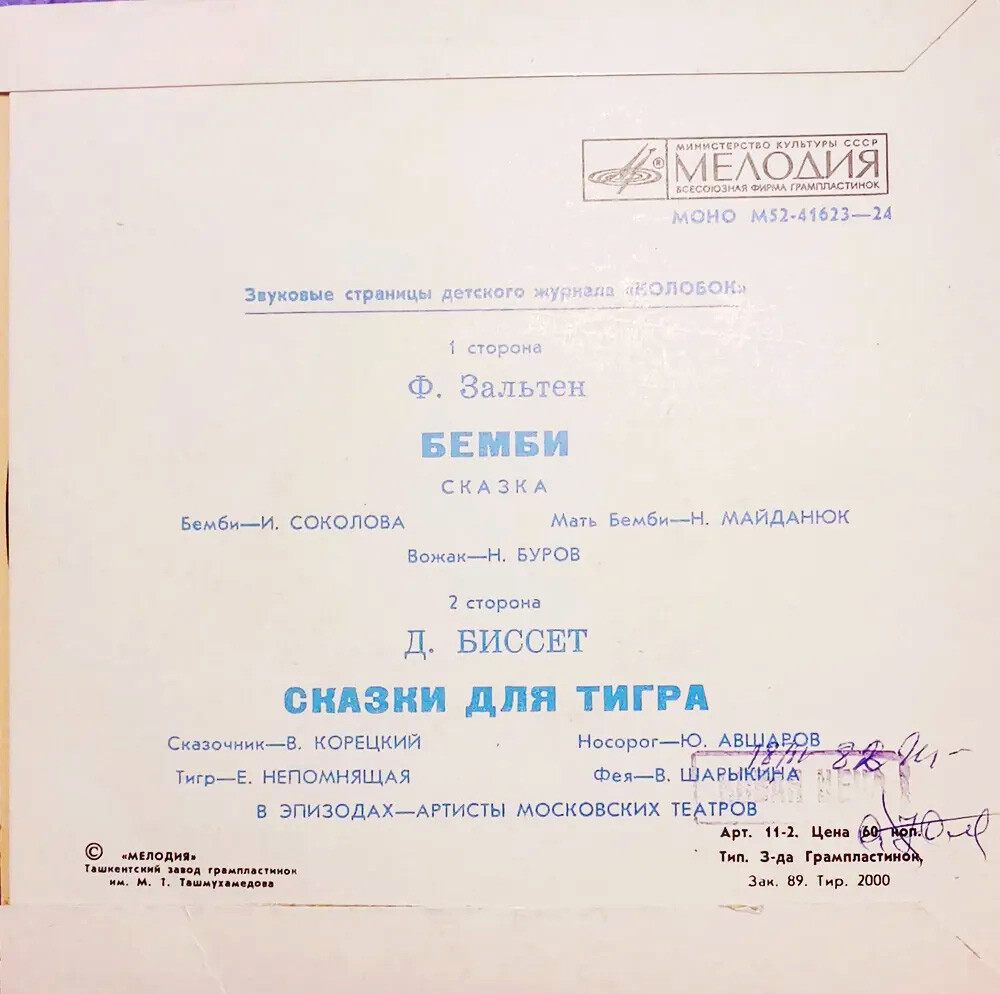 МИНИСТЕРСТВО КУЛЬТУРЫ СССР
МЕЛОДИЯ
ВСЕСОЮЗНАЯ ФИРМА ГРАМПЛАСТИНОК
МОНО М52-41623—24
Звуковые страницы детского журнала «КОЛОБОК»
1 сторона
Ф. Зальтен
БЕМБИ
СКАЗКА
Бемби—И. СОКОЛОВА Мать Бемби—Н. МАЙДАНЮК
Вожак—Н. БУРОВ
2 сторона
Д. БИССЕТ
СКАЗКИ ДЛЯ ТИГРА
Сказочник—В. КОРЕЦКИЙ Носорог—Ю. АВШАРОВ
Тигр—Е. НЕПОМНЯЩАЯ Фея—В. ШАРЫКИНА
В ЭПИЗОДАХ—АРТИСТЫ МОСКОВСКИХ ТЕАТРОВ
Арт. 11-2. Цена 60 коп.
Тип. З-да Грампластинок,
Зак. 89. Тир. 2000
© «МЕЛОДИЯ»
Ташкентский завод грампластинок
им. М. Т. Ташмухамедова